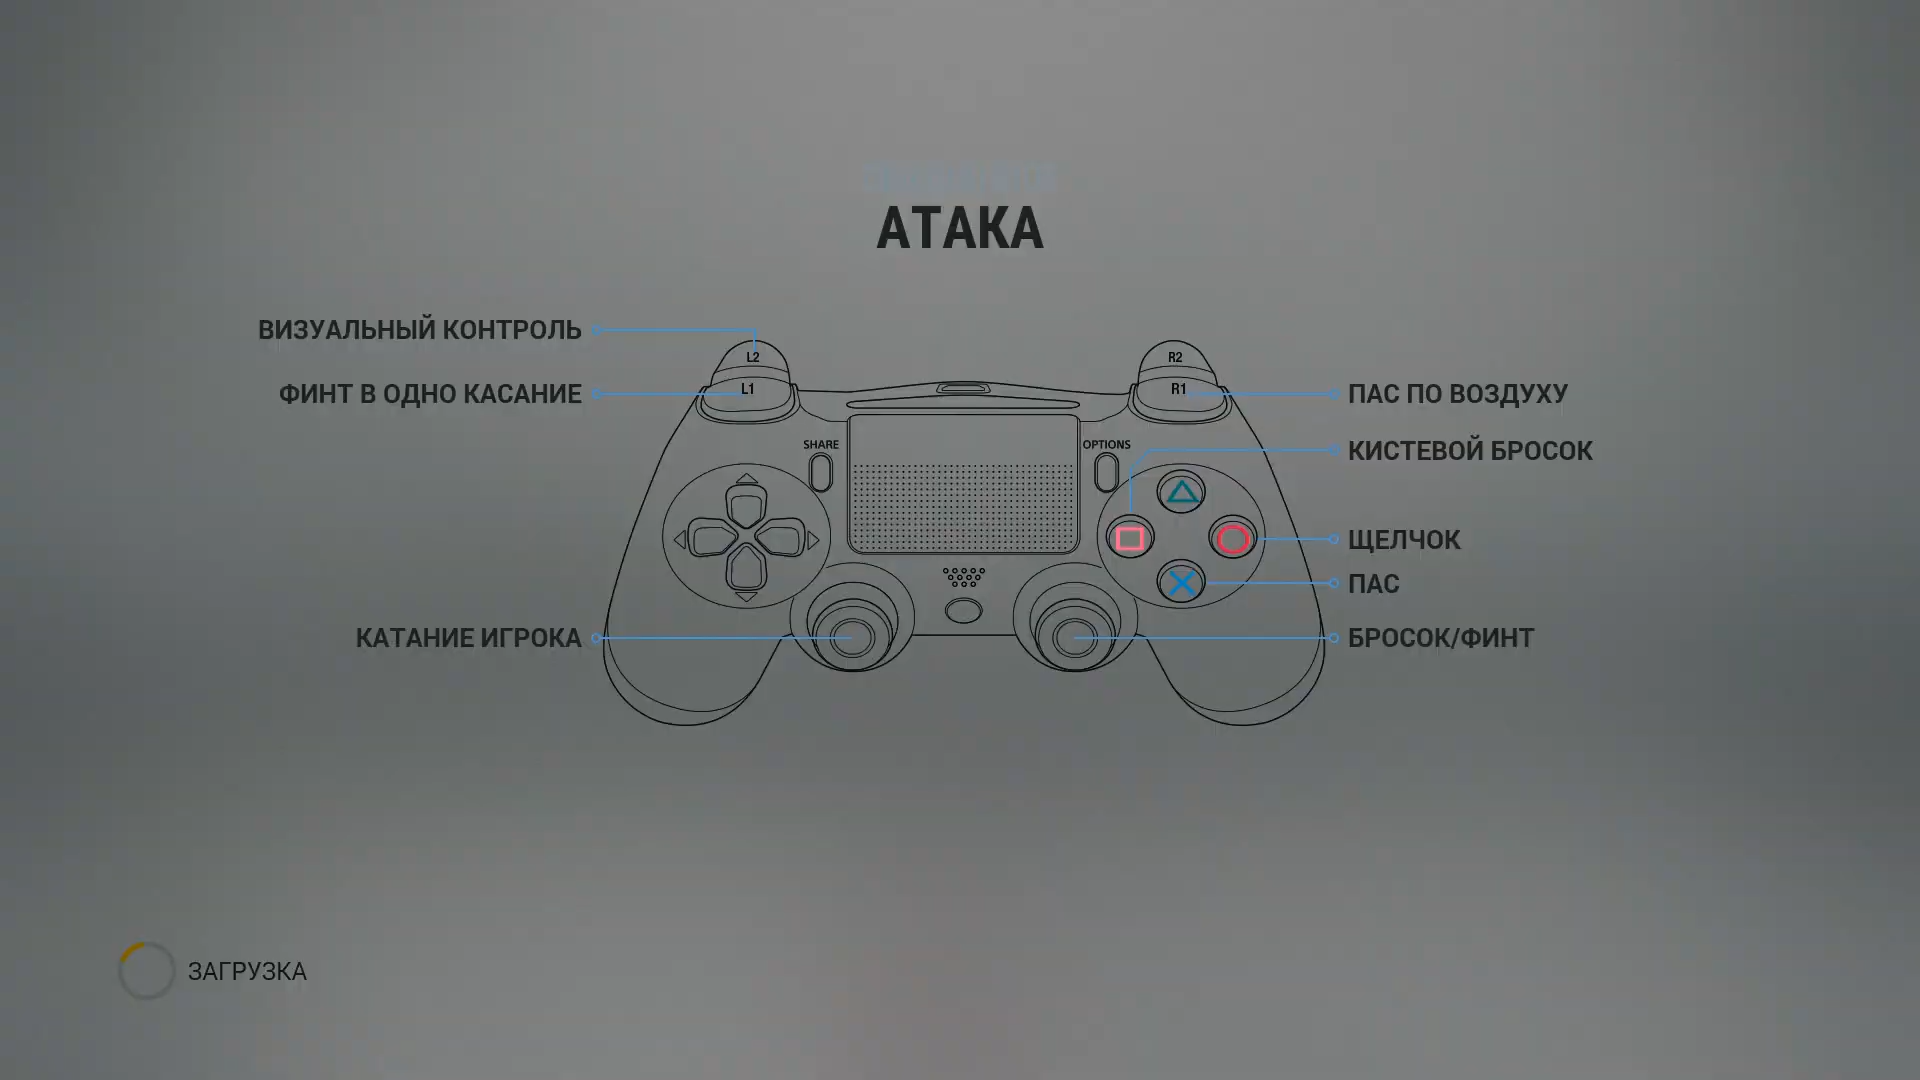 АТАКА
ВИЗУАЛЬНЫЙ КОНТРОЛЬ
L2
R2
ФИНТ В ОДНО КАСАНИЕ
L1
R1
ПАС ПО ВОЗДУХУ
SHARE
OPTIONS
КИСТЕВОЙ БРОСОК
ЩЕЛЧОК
ПАС
КАТАНИЕ ИГРОКА
БРОСОК/ФИНТ
ЗАГРУЗКА